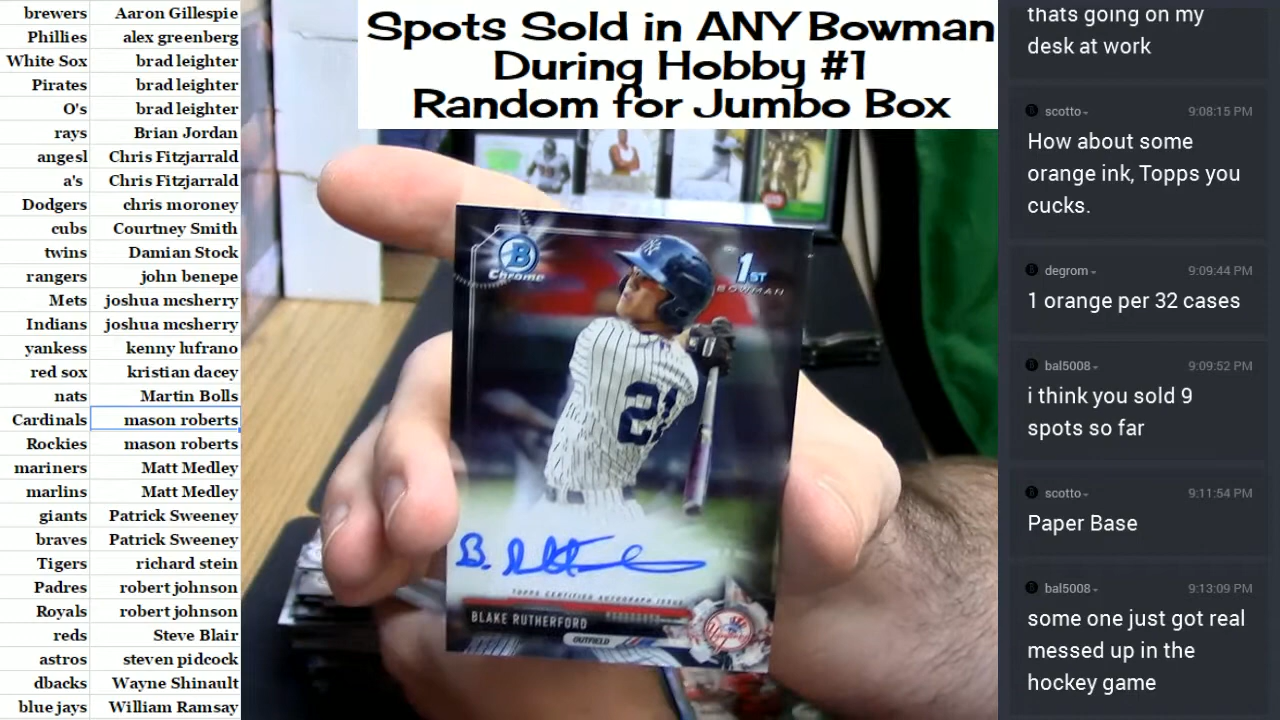 brewers Aaron Gillespie
Phillies alex greenberg
White Sox brad leighter
Pirates brad leighter
O's brad leighter
rays Brian Jordan
angesl Chris Fitzjarrald
a's Chris Fitzjarrald
Dodgers chris moroney
cubs Courtney Smith
twins Damian Stock
rangers john benepe
Mets joshua mcsherry
Indians joshua mcsherry
yankess kenny lufrano
red sox kristian dacey
nats Martin Bolls
Cardinals mason roberts
Rockies mason roberts
mariners Matt Medley
marlins Matt Medley
giants Patrick Sweeney
braves Patrick Sweeney
Tigers richard stein
Padres robert johnson
Royals robert johnson
reds Steve Blair
astros steven pidcock
dbacks Wayne Shinault
blue jays William Ramsay
Spots Sold in ANY Bowman
During Hobby #1
Random for Jumbo Box
B
Chrome
1ST
BOWMAN
TOPPS CERTIFIED AUTOGRAPH ISSUE
BLAKE RUTHERFORD
OUTFIELD
thats going on my
desk at work
scotto 9:08:15 PM
How about some
orange ink, Topps you
cucks.
degrom 9:09:44 PM
1 orange per 32 cases
bal5008 9:09:52 PM
i think you sold 9
spots so far
scotto 9:11:54 PM
Paper Base
bal5008 9:13:09 PM
some one just got real
messed up in the
hockey game